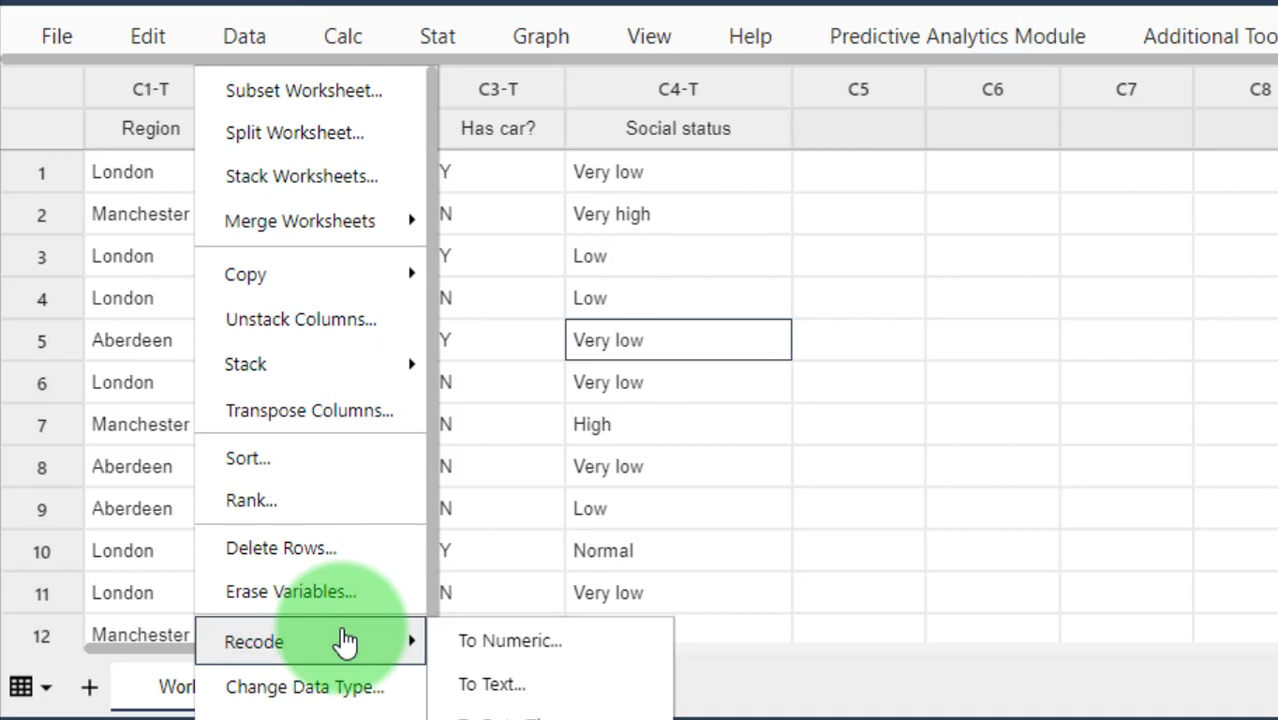 File Edit Data Calc Stat Graph View Help Predictive Analytics Module Additional Too
C1-T C3-T C4-T C5 C6 C7 C8
Region Has car? Social status
1 London Y Very low
2 Manchester N Very high
3 London Y Low
4 London N Low
5 Aberdeen Y Very low
6 London N Very low
7 Manchester N High
8 Aberdeen N Very low
9 Aberdeen N Low
10 London Y Normal
11 London N Very low
12 Manchester
Subset Worksheet...
Split Worksheet...
Stack Worksheets...
Merge Worksheets
Copy
Unstack Columns...
Stack
Transpose Columns...
Sort...
Rank...
Delete Rows...
Erase Variables...
Recode
Change Data Type...
To Numeric...
To Text...
+ Worl